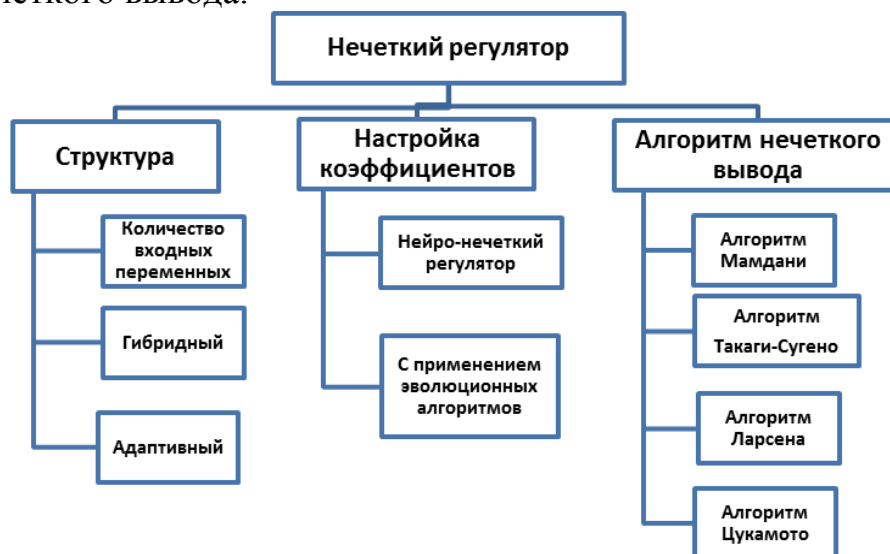 четкого вывода.
Нечеткий регулятор
Структура
Количество
входных
переменных
Гибридный
Адаптивный
Настройка
коэффициентов
Нейро-нечеткий
регулятор
С применением
эволюционных
алгоритмов
Алгоритм нечеткого
вывода
Алгоритм
Мамдани
Алгоритм
Такаги-Сугено
Алгоритм
Ларсена
Алгоритм
Цукамото